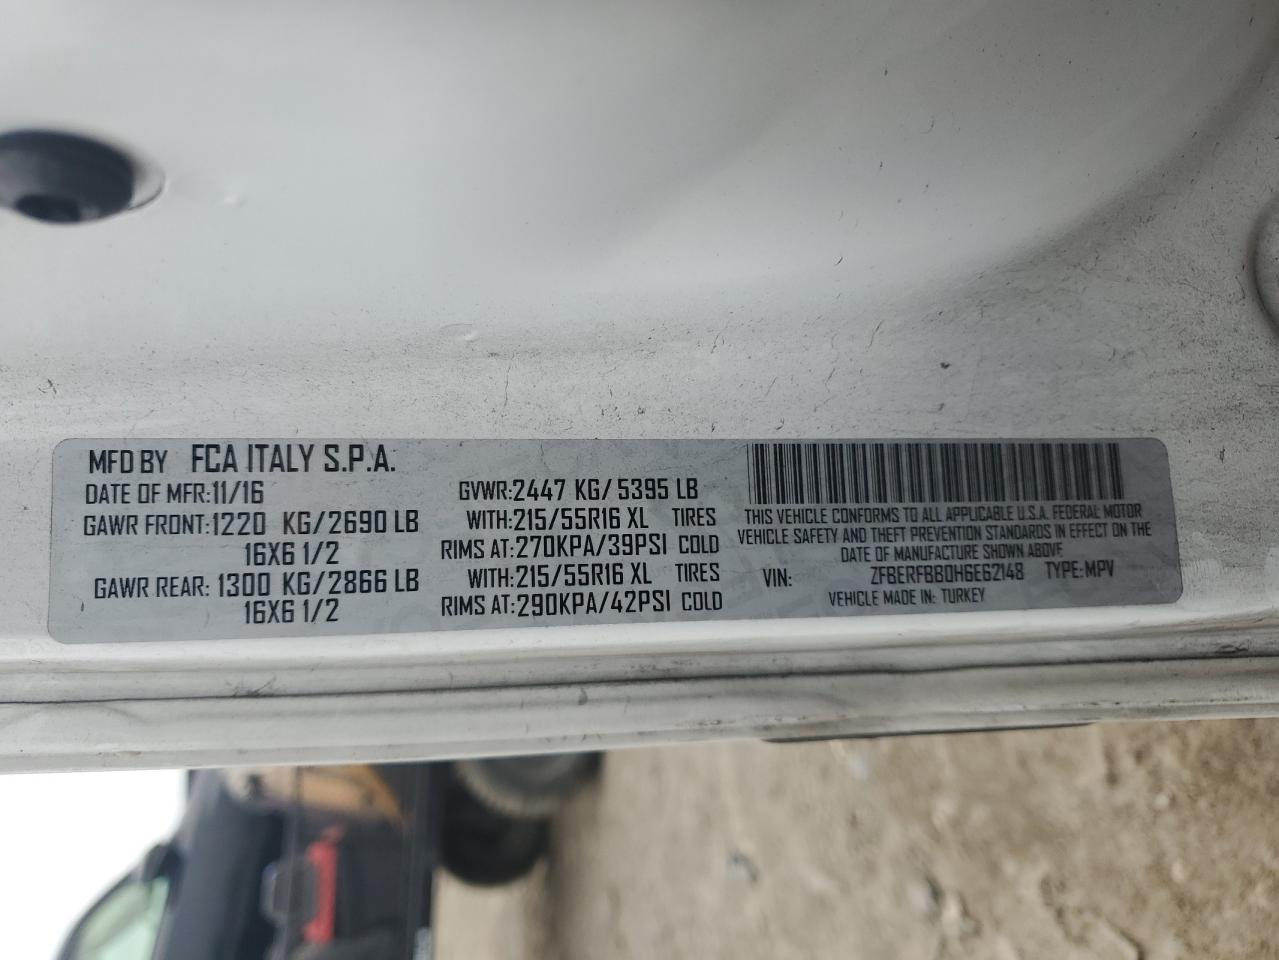 MFD BY FCA ITALY S.P.A.
DATE OF MFR:11/16
GAWR FRONT:1220 KG/2690 LB
16X6 1/2
GAWR REAR: 1300 KG/2866 LB
16X6 1/2
GVWR:2447 KG/5395 LB
WITH:215/55R16 XL TIRES
RIMS AT:270KPA/39PSI COLD
WITH:215/55R16 XL TIRES
RIMS AT:290KPA/42PSI COLD
THIS VEHICLE CONFORMS TO ALL APPLICABLE U.S.A. FEDERAL MOTOR
VEHICLE SAFETY AND THEFT PREVENTION STANDARDS IN EFFECT ON THE
DATE OF MANUFACTURE SHOWN ABOVE
VIN: ZFBERFBB0H6E62148 TYPE:MPV
VEHICLE MADE IN: TURKEY